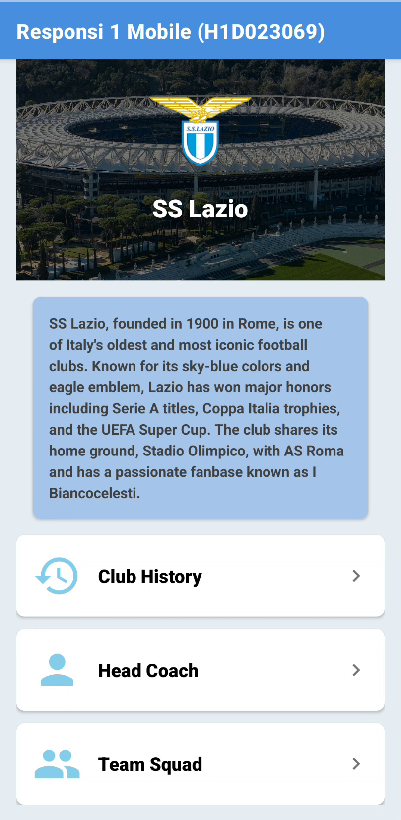 Responsi 1 Mobile (H1D023069)
S.S.LAZIO
SS Lazio
SS Lazio, founded in 1900 in Rome, is one
of Italy's oldest and most iconic football
clubs. Known for its sky-blue colors and
eagle emblem, Lazio has won major honors
including Serie A titles, Coppa Italia trophies,
and the UEFA Super Cup. The club shares its
home ground, Stadio Olimpico, with AS Roma
and has a passionate fanbase known as I
Biancocelesti.
Club History
Head Coach
Team Squad